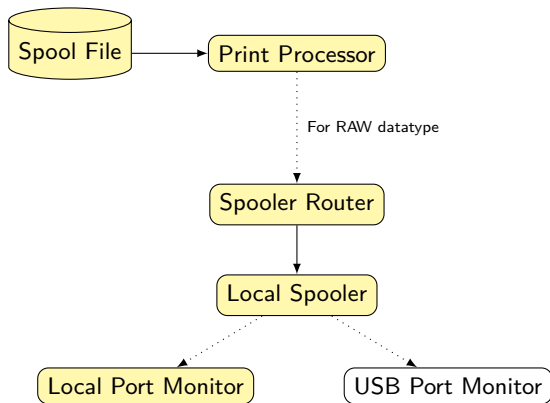 Spool File
Print Processor
For RAW datatype
Spooler Router
Local Spooler
Local Port Monitor
USB Port Monitor